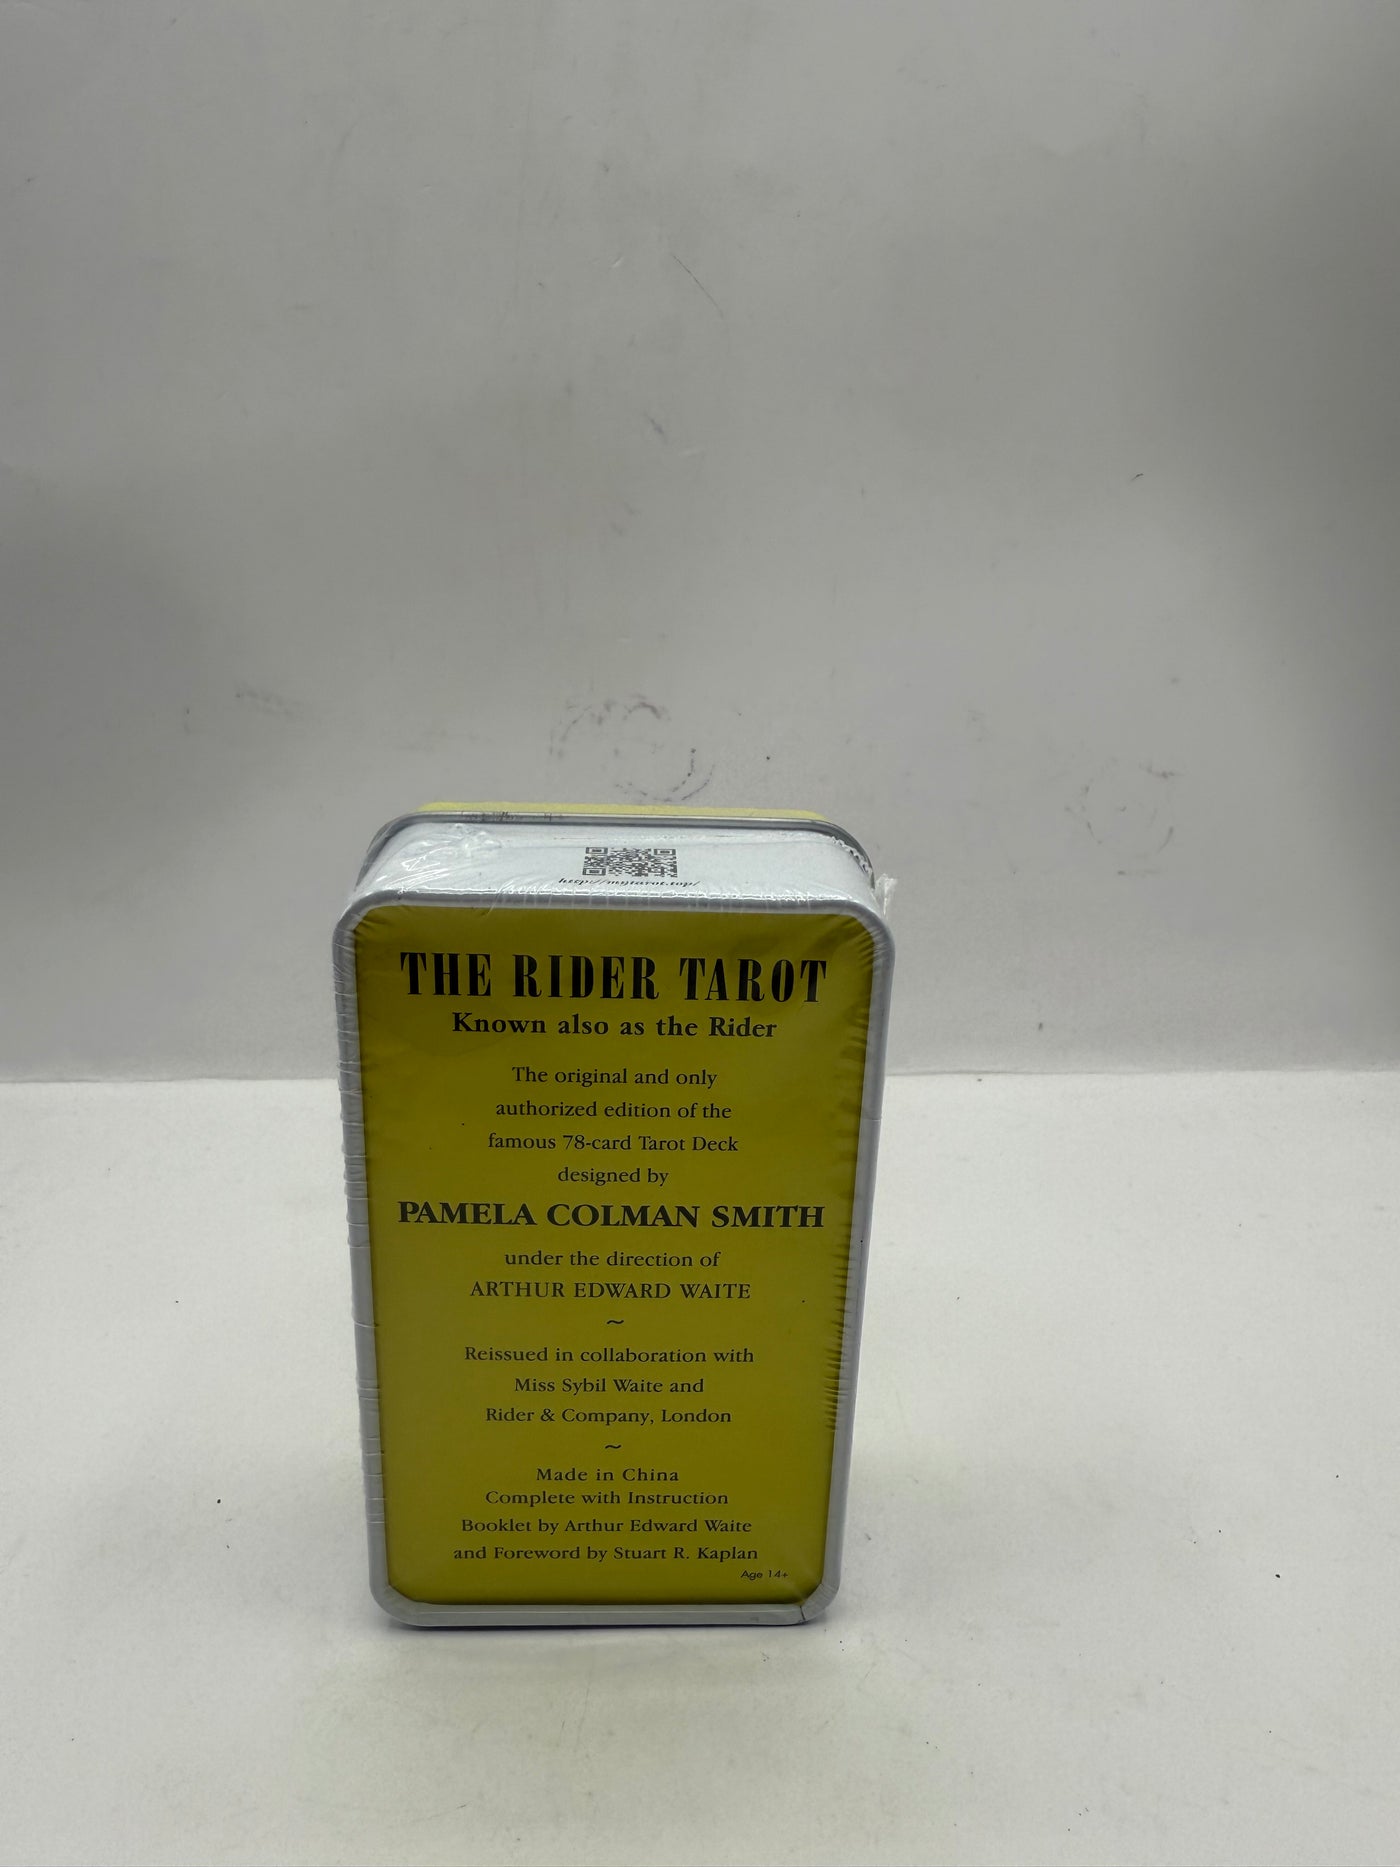 http://mytarot.top/
THE RIDER TAROT
Known also as the Rider
The original and only
authorized edition of the
famous 78-card Tarot Deck
designed by
PAMELA COLMAN SMITH
under the direction of
ARTHUR EDWARD WAITE
~
Reissued in collaboration with
Miss Sybil Waite and
Rider & Company, London
~
Made in China
Complete with Instruction
Booklet by Arthur Edward Waite
and Foreword by Stuart R. Kaplan
Age 14+